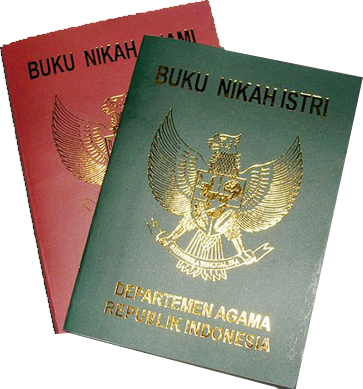 BUKU NIKAH
BUKU NIKAH ISTRI
DEPARTEMEN AGAMA
REPUBLIK INDONESIA